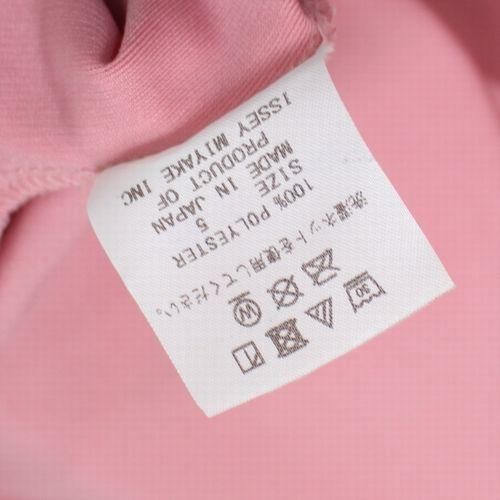 ISSEY MIYAKE INC
PRODUCT OF
MADE IN JAPAN
SIZE 5
100% POLYESTER
洗濯ネットを使用してください。
30
W